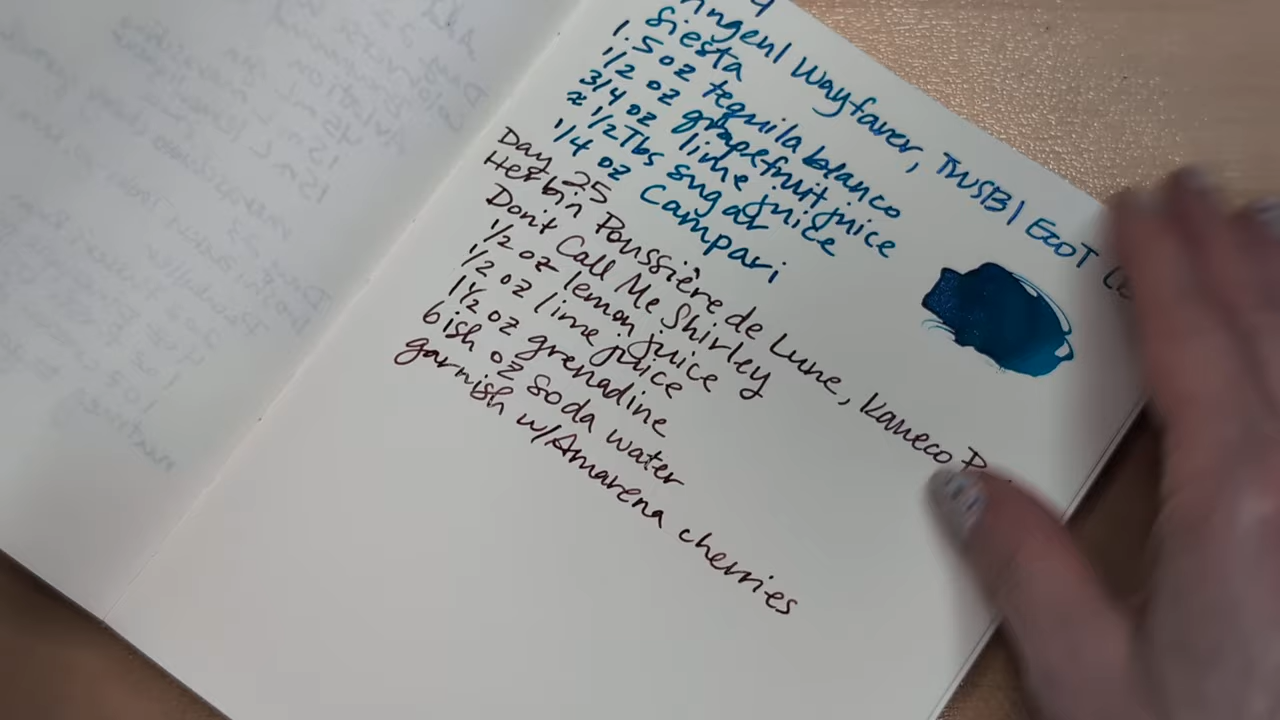 Wayfarer, TWSBI EcoT
Siesta
1.5 oz tequila blanco
1/2 oz grapefruit juice
3/4 oz lime juice
≈ 1/2 Tbs sugar
1/4 oz Campari
Day 25
Herbin Poussière de Lune, Kaweco
Don't Call Me Shirley
1/2 oz lemon juice
1/2 oz lime juice
1 1/2 oz grenadine
6ish oz soda water
garnish w/Amarena cherries